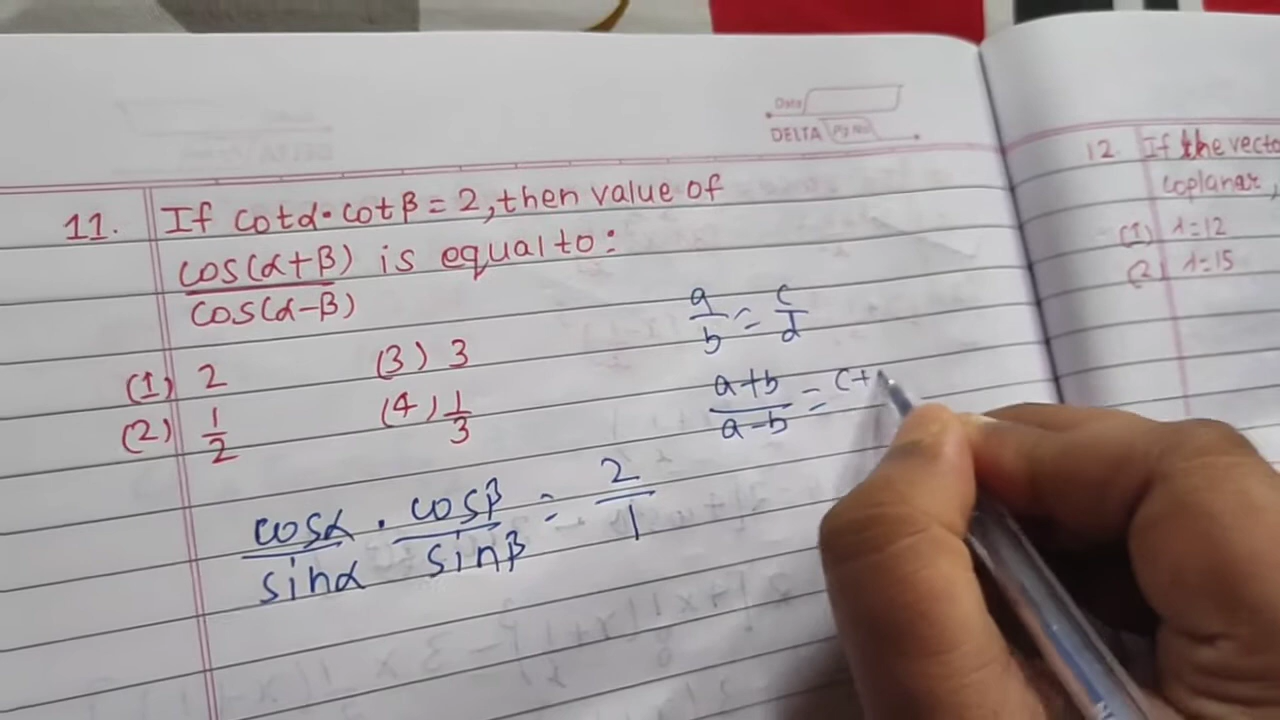 Date
DELTA Pg No
11. If cotα·cotβ = 2, then value of
cos(α+β) is equal to:
cos(α-β)
(1) 2 (3) 3
(2) 1/2 (4) 1/3
a/b = c/d
a+b/a-b = c+
cosα/sinα · cosβ/sinβ = 2/1
12. If the vecto
coplanar,
(1) λ=12
(2) λ=15